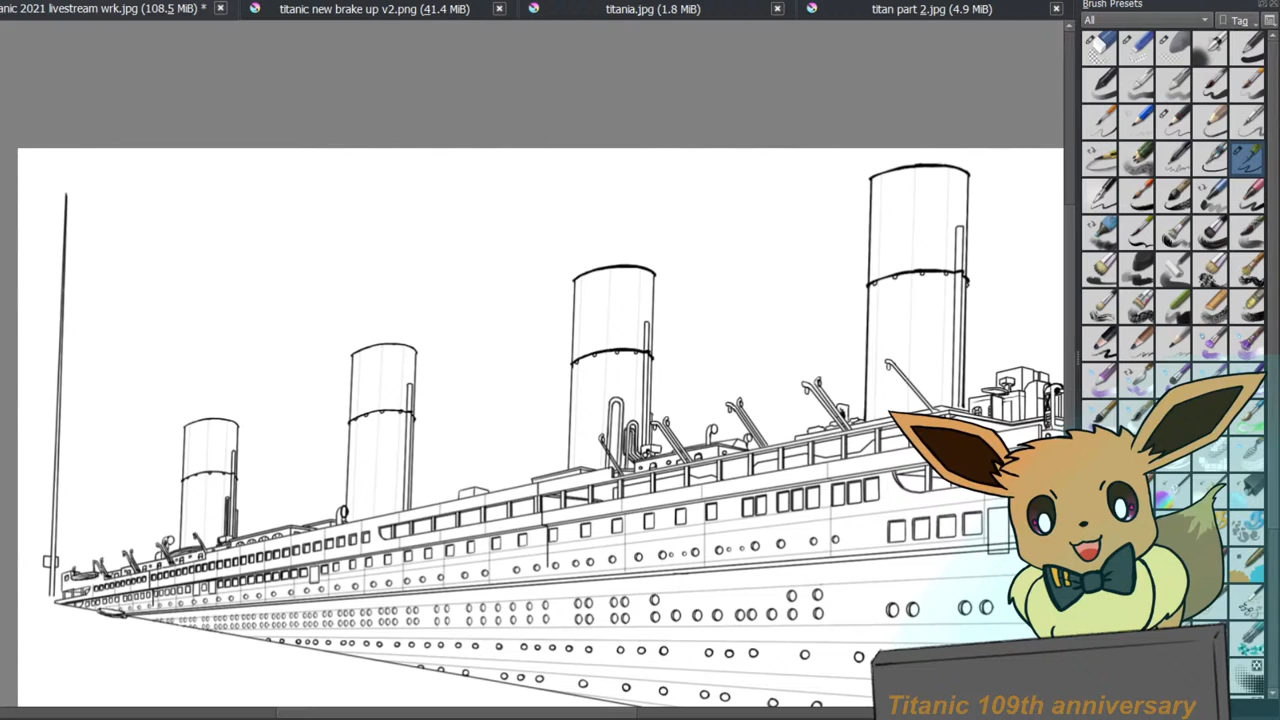 anic 2021 livestream wrk.jpg (108.5 MiB) *
titanic new brake up v2.png (41.4 MiB)
titania.jpg (1.8 MiB)
titan part 2.jpg (4.9 MiB)
Brush Presets
All
Tag
Titanic 109th anniversary